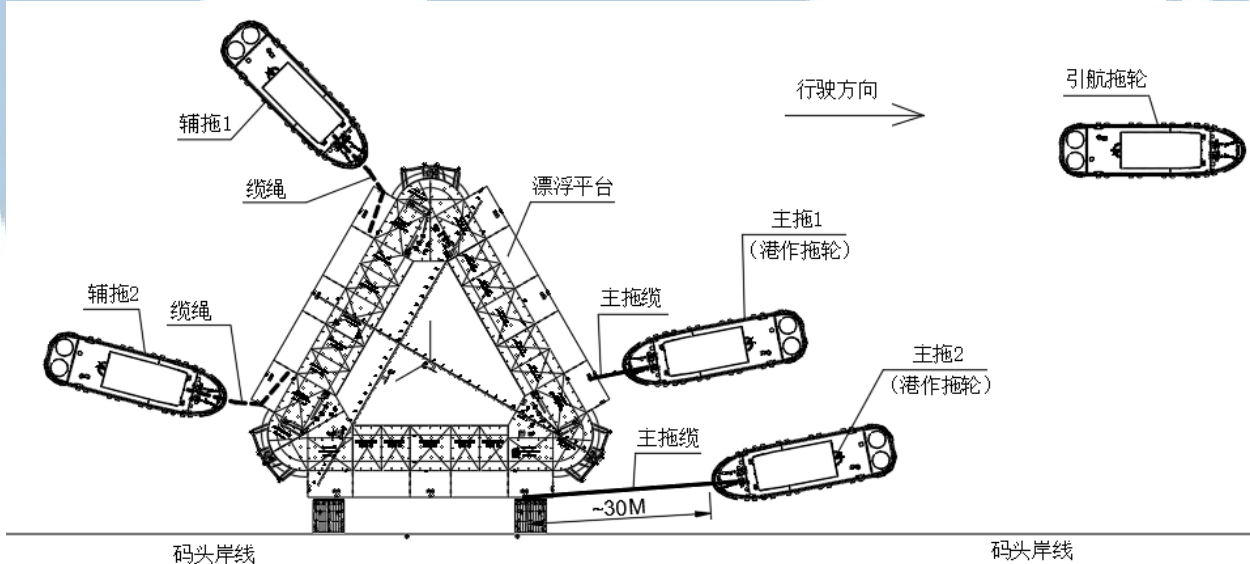 引航拖轮
行驶方向
辅拖1
缆绳
漂浮平台
主拖1
（港作拖轮）
辅拖2
缆绳
主拖缆
主拖2
（港作拖轮）
主拖缆
~30M
码头岸线
码头岸线